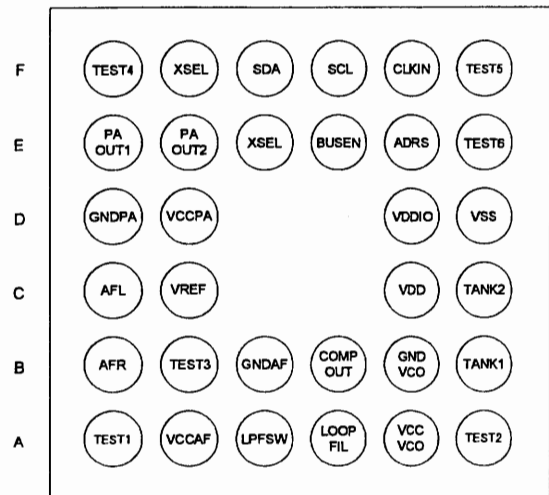 F TEST4 XSEL SDA SCL CLKIN TEST5
E PA OUT1 PA OUT2 XSEL BUSEN ADRS TEST6
D GNDPA VCCPA VDDIO VSS
C AFL VREF VDD TANK2
B AFR TEST3 GNDAF COMP OUT GND VCO TANK1
A TEST1 VCCAF LPFSW LOOP FIL VCC VCO TEST2